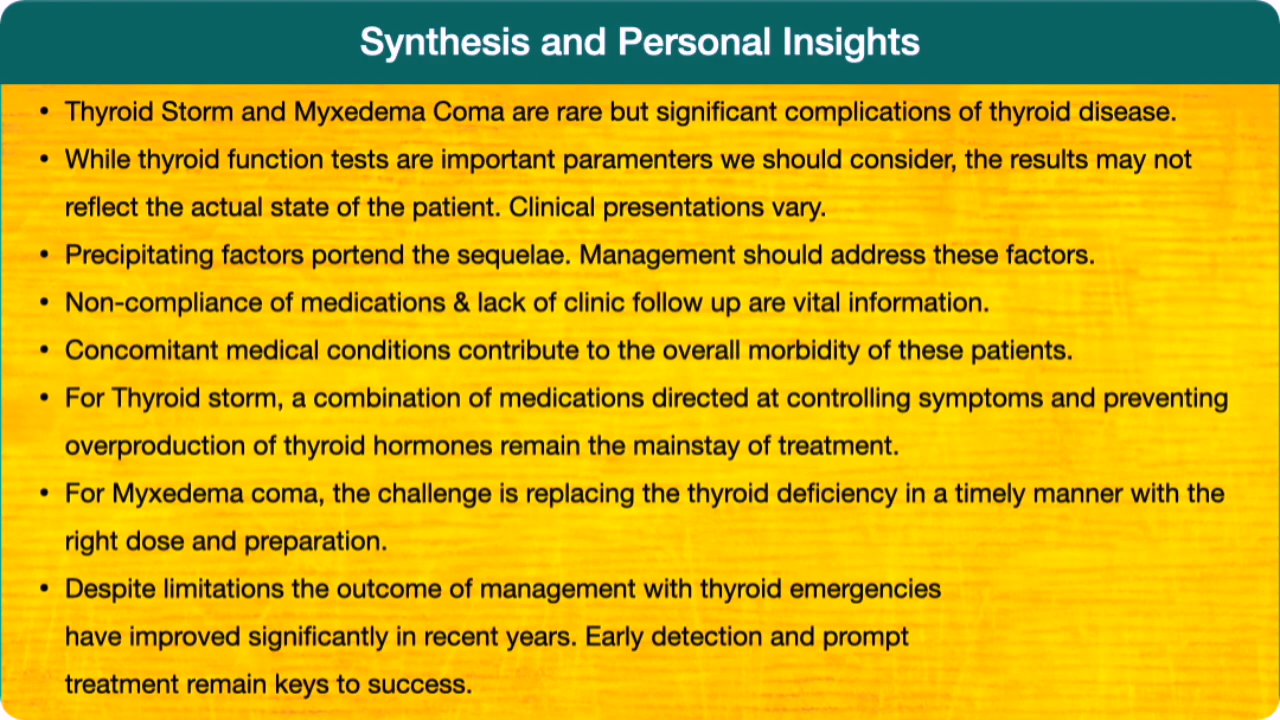 Synthesis and Personal Insights
• Thyroid Storm and Myxedema Coma are rare but significant complications of thyroid disease.
• While thyroid function tests are important paramenters we should consider, the results may not
reflect the actual state of the patient. Clinical presentations vary.
• Precipitating factors portend the sequelae. Management should address these factors.
• Non-compliance of medications & lack of clinic follow up are vital information.
• Concomitant medical conditions contribute to the overall morbidity of these patients.
• For Thyroid storm, a combination of medications directed at controlling symptoms and preventing
overproduction of thyroid hormones remain the mainstay of treatment.
• For Myxedema coma, the challenge is replacing the thyroid deficiency in a timely manner with the
right dose and preparation.
• Despite limitations the outcome of management with thyroid emergencies
have improved significantly in recent years. Early detection and prompt
treatment remain keys to success.